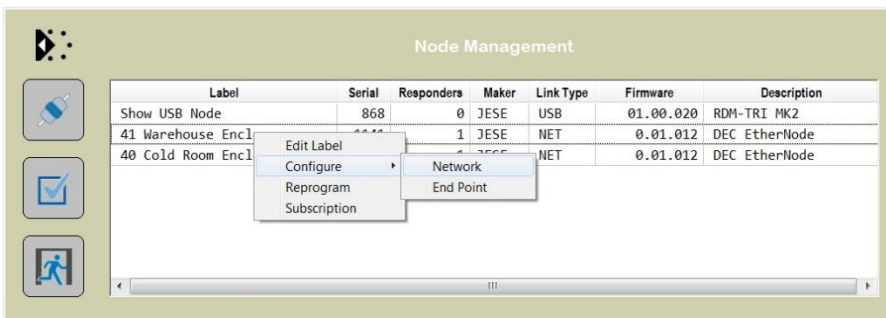 Node Management
Label Serial Responders Maker Link Type Firmware Description
Show USB Node 868 0 JESE USB 01.00.020 RDM-TRI MK2
41 Warehouse Encl 1 JESE NET 0.01.012 DEC EtherNode
40 Cold Room Encl NET 0.01.012 DEC EtherNode
Edit Label
Configure
Reprogram
Subscription
Network
End Point